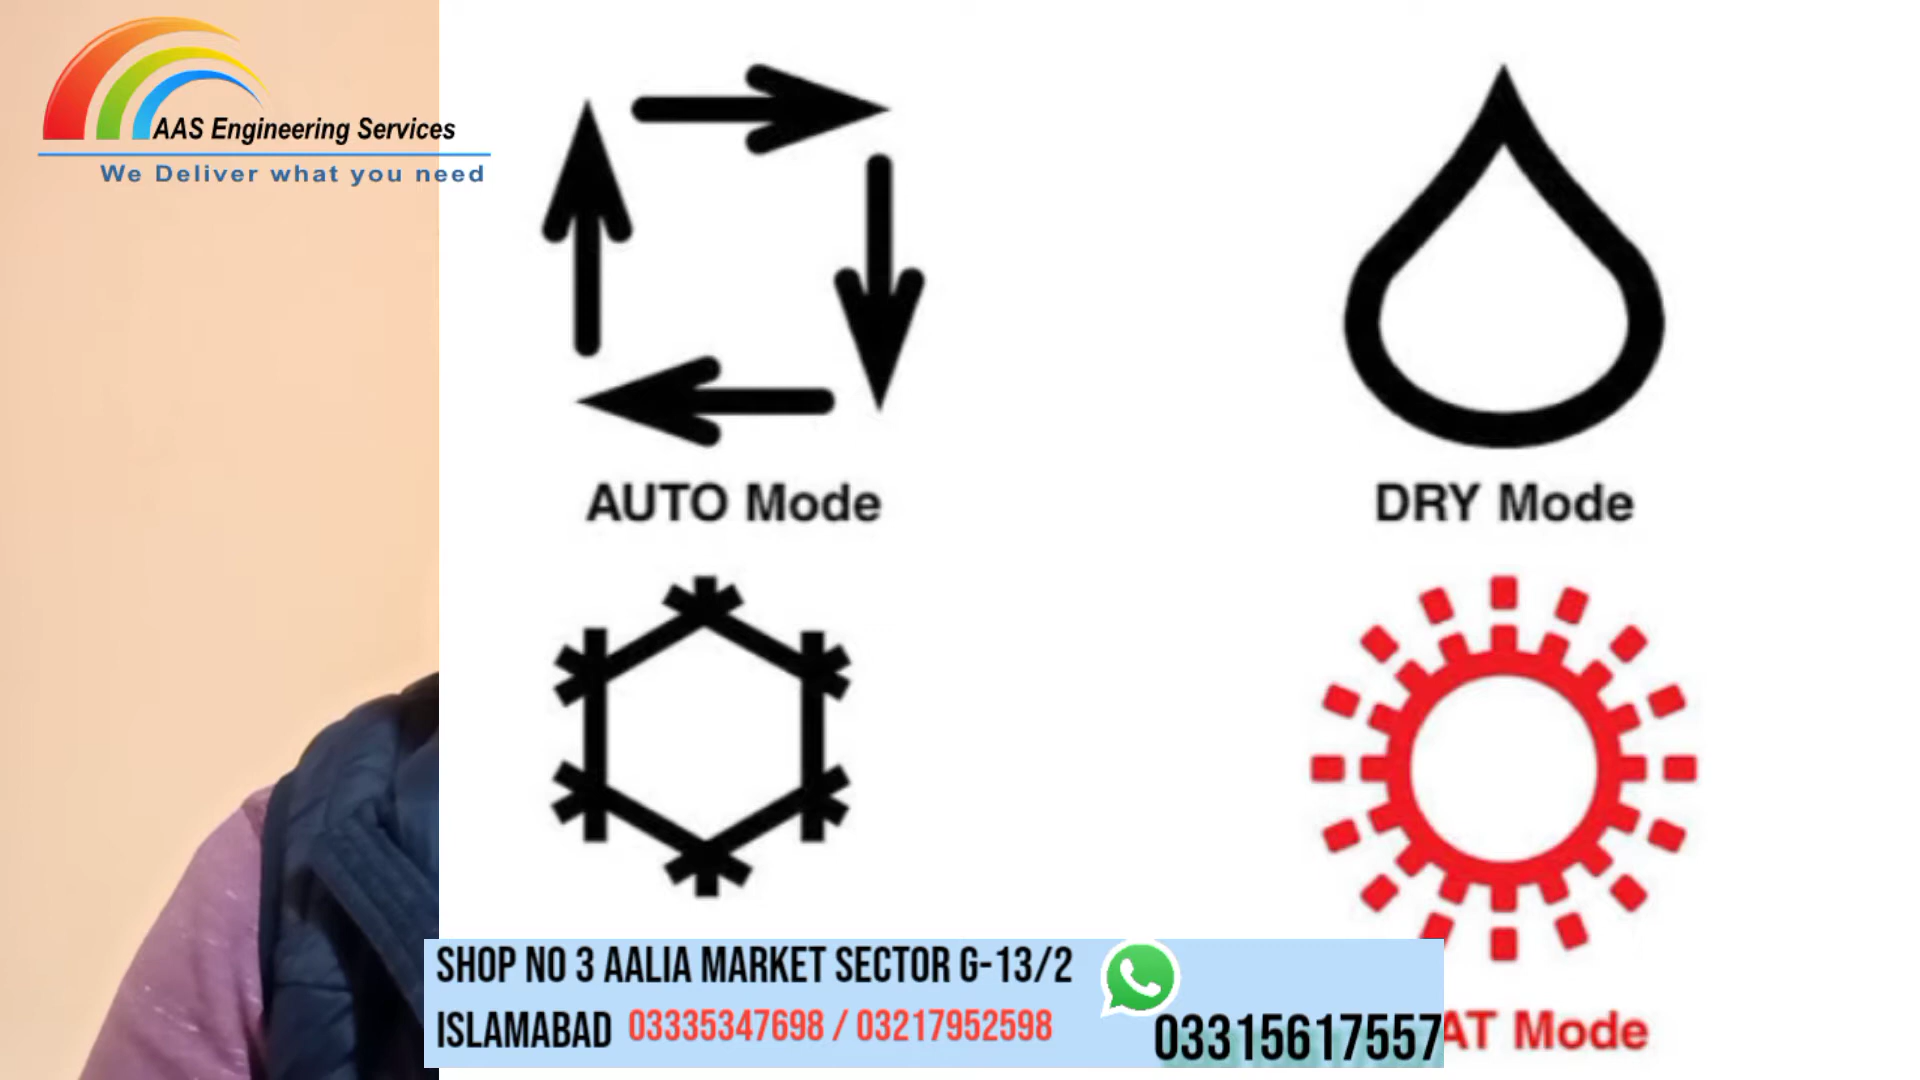 AAS Engineering Services
We Deliver what you need
AUTO Mode
DRY Mode
SHOP NO 3 AALIA MARKET SECTOR G-13/2
ISLAMABAD 03335347698 / 03217952598
03315617557
AT Mode